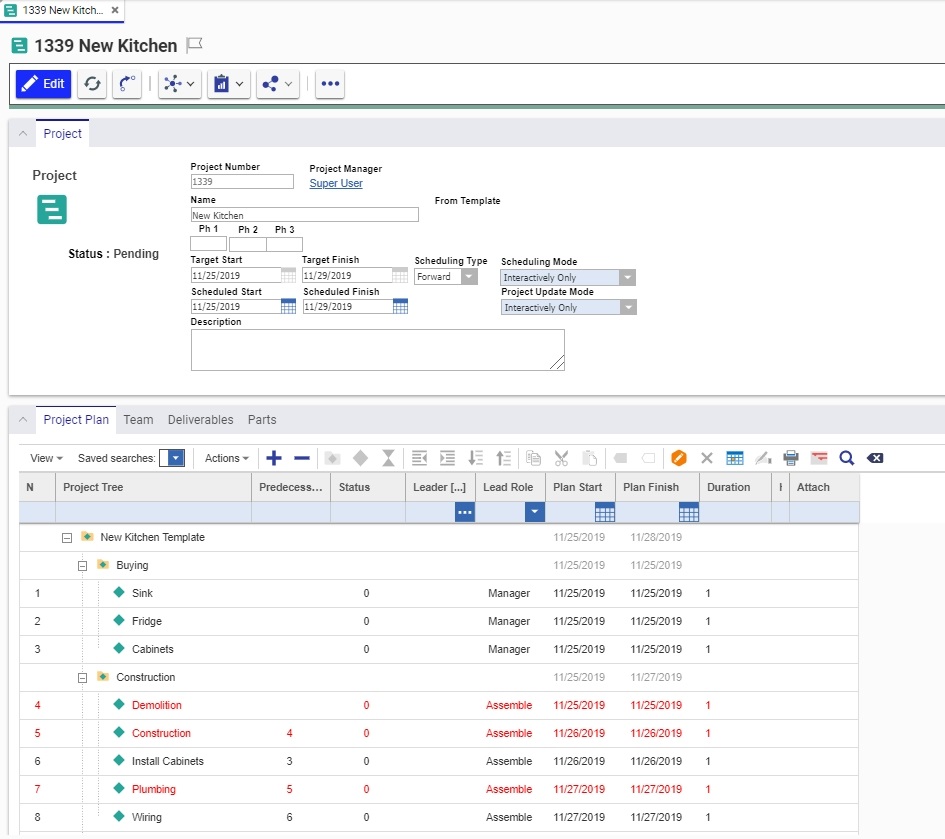 1339 New Kitch... ×
1339 New Kitchen
Edit
Project
Project
Project Number
Project Manager
1339
Super User
Name
From Template
New Kitchen
Ph 1 Ph 2 Ph 3
Status : Pending
Target Start Target Finish Scheduling Type Scheduling Mode
11/25/2019 11/29/2019 Forward Interactively Only
Scheduled Start Scheduled Finish Project Update Mode
11/25/2019 11/29/2019 Interactively Only
Description
Project Plan Team Deliverables Parts
View Saved searches: Actions
N Project Tree Predecess... Status Leader [...] Lead Role Plan Start Plan Finish Duration Attach
New Kitchen Template 11/25/2019 11/28/2019
Buying 11/25/2019 11/25/2019
1 Sink 0 Manager 11/25/2019 11/25/2019 1
2 Fridge 0 Manager 11/25/2019 11/25/2019 1
3 Cabinets 0 Manager 11/25/2019 11/25/2019 1
Construction 11/25/2019 11/27/2019
4 Demolition 0 Assemble 11/25/2019 11/25/2019 1
5 Construction 4 0 Assemble 11/26/2019 11/26/2019 1
6 Install Cabinets 3 0 Assemble 11/26/2019 11/26/2019 1
7 Plumbing 5 0 Assemble 11/27/2019 11/27/2019 1
8 Wiring 6 0 Assemble 11/27/2019 11/27/2019 1